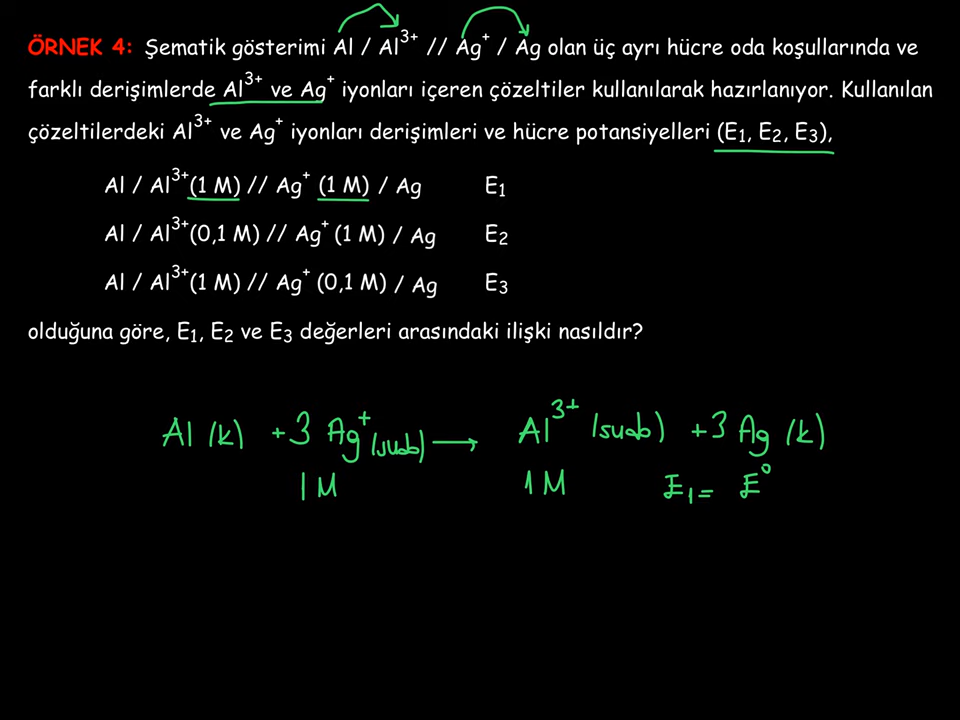 ÖRNEK 4: Şematik gösterimi Al / Al³⁺ // Ag⁺ / Ag olan üç ayrı hücre oda koşullarında ve
farklı derişimlerde Al³⁺ ve Ag⁺ iyonları içeren çözeltiler kullanılarak hazırlanıyor. Kullanılan
çözeltilerdeki Al³⁺ ve Ag⁺ iyonları derişimleri ve hücre potansiyelleri (E₁, E₂, E₃),
Al / Al³⁺(1 M) // Ag⁺ (1 M) / Ag E₁
Al / Al³⁺(0,1 M) // Ag⁺ (1 M) / Ag E₂
Al / Al³⁺(1 M) // Ag⁺ (0,1 M) / Ag E₃
olduğuna göre, E₁, E₂ ve E₃ değerleri arasındaki ilişki nasıldır?
Al (k) + 3 Ag⁺ (suda) → Al³⁺ (suda) + 3 Ag (k)
1 M 1 M E₁ = E⁰